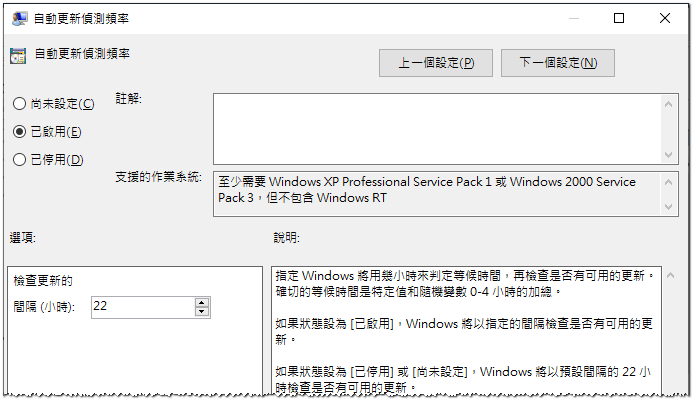 自動更新偵測頻率
自動更新偵測頻率
上一個設定(P)
下一個設定(N)
尚未設定(C)
註解:
已啟用(E)
已停用(D)
支援的作業系統:
至少需要 Windows XP Professional Service Pack 1 或 Windows 2000 Service
Pack 3，但不包含 Windows RT
選項:
說明:
檢查更新的
間隔 (小時):
22
指定 Windows 將用幾小時來判定等候時間，再檢查是否有可用的更新。
確切的等候時間是特定值和隨機變數 0-4 小時的加總。
如果狀態設為 [已啟用]，Windows 將以指定的間隔檢查是否有可用的更
新。
如果狀態設為 [已停用] 或 [尚未設定]，Windows 將以預設間隔的 22 小
時檢查是否有可用的更新。